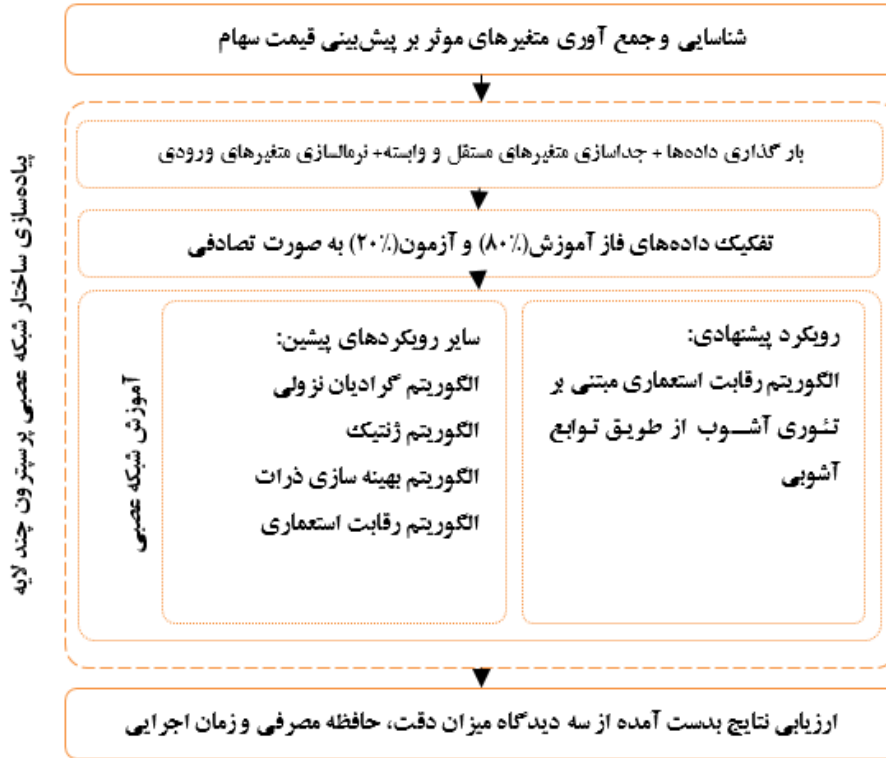 شناسایی و جمع آوری متغیرهای موثر بر پیش‌بینی قیمت سهام
پیاده‌سازی ساختار شبکه عصبی پرسپترون چند لایه
بار گذاری داده‌ها + جداسازی متغیرهای مستقل و وابسته+ نرمالسازی متغیرهای ورودی
تفکیک داده‌های فاز آموزش(۸۰٪) و آزمون(۲۰٪) به صورت تصادفی
رویکرد پیشنهادی:
الگوریتم رقابت استعماری مبتنی بر
تئوری آشــوب از طریق توابع
آشوبی
سایر رویکردهای پیشین:
الگوریتم گرادیان نزولی
الگوریتم ژنتیک
الگوریتم بهینه سازی ذرات
الگوریتم رقابت استعماری
آموزش شبکه عصبی
ارزیابی نتایج بدست آمده از سه دیدگاه میزان دقت، حافظه مصرفی و زمان اجرایی